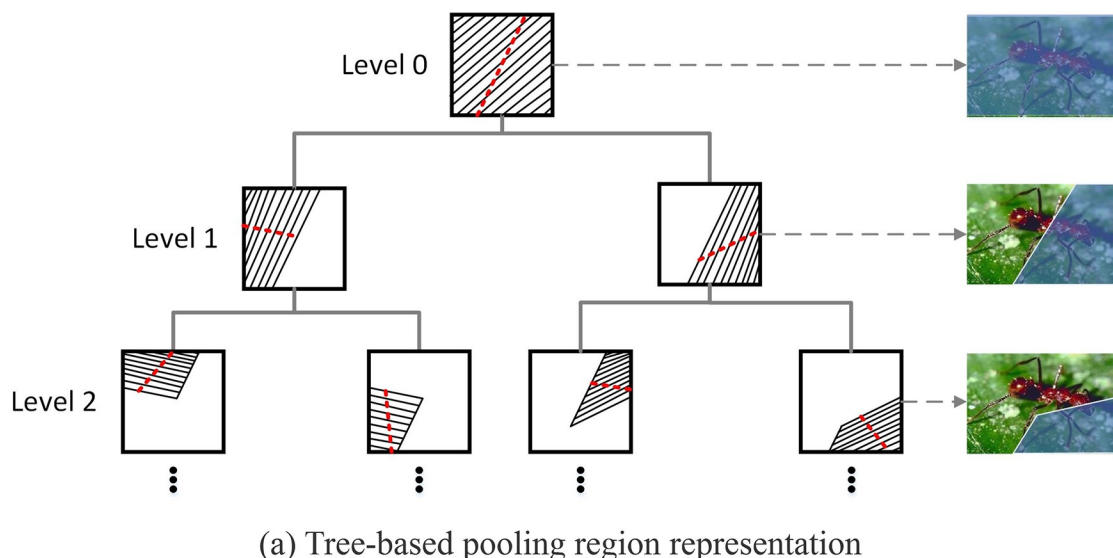 Level 0
Level 1
Level 2
(a) Tree-based pooling region representation